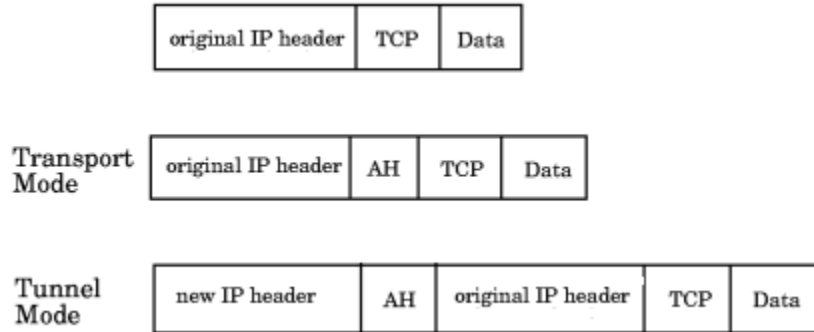 original IP header TCP Data
Transport Mode original IP header AH TCP Data
Tunnel Mode new IP header AH original IP header TCP Data